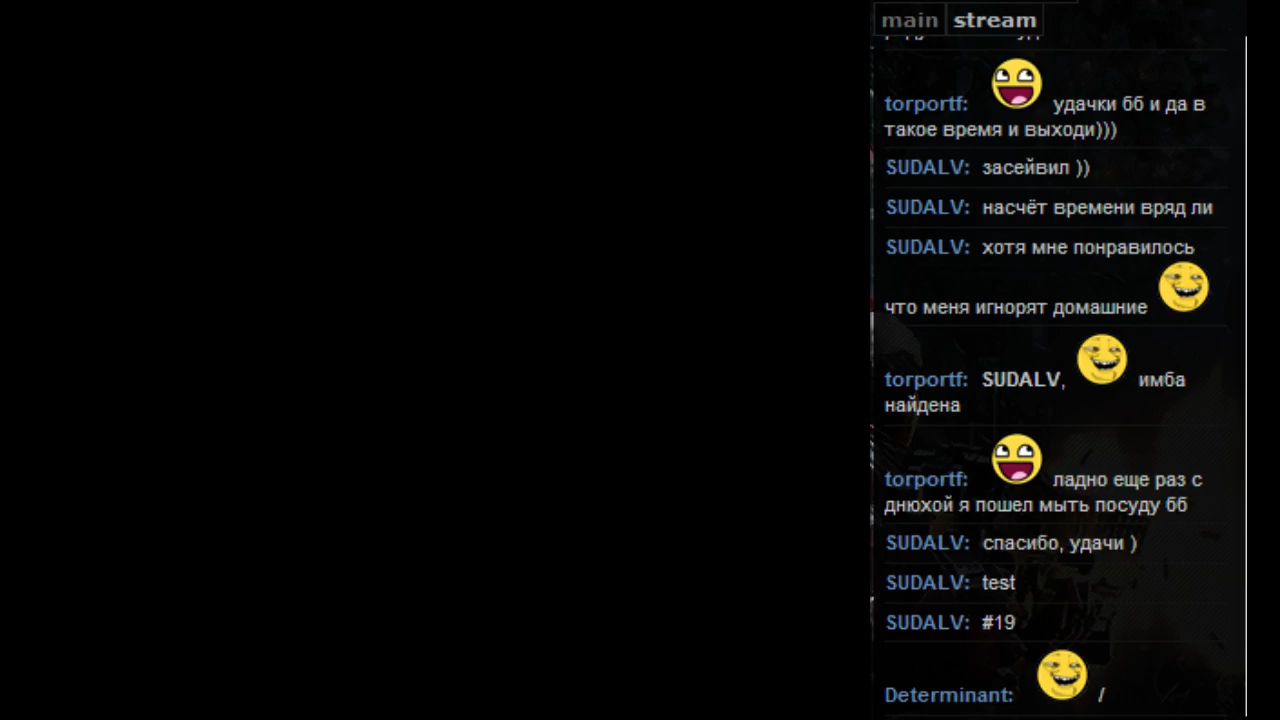 main stream
torportf: удачки бб и да в
такое время и выходи)))
SUDALV: засейвил ))
SUDALV: насчёт времени вряд ли
SUDALV: хотя мне понравилось
что меня игнорят домашние
torportf: SUDALV, имба
найдена
torportf: ладно еще раз с
днюхой я пошел мыть посуду бб
SUDALV: спасибо, удачи )
SUDALV: test
SUDALV: #19
Determinant: /